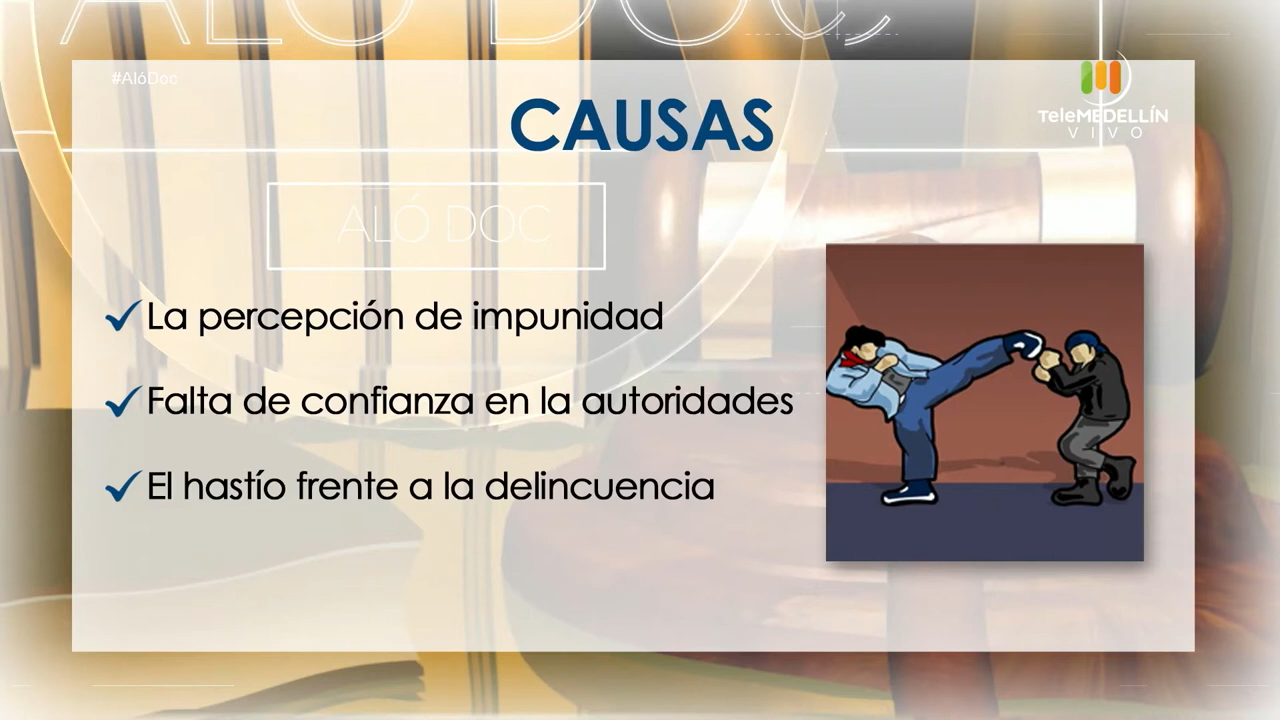 ALÓ DOC
#AlóDoc
TeleMEDELLÍN
VIVO
CAUSAS
ALÓ DOC
La percepción de impunidad
Falta de confianza en la autoridades
El hastío frente a la delincuencia